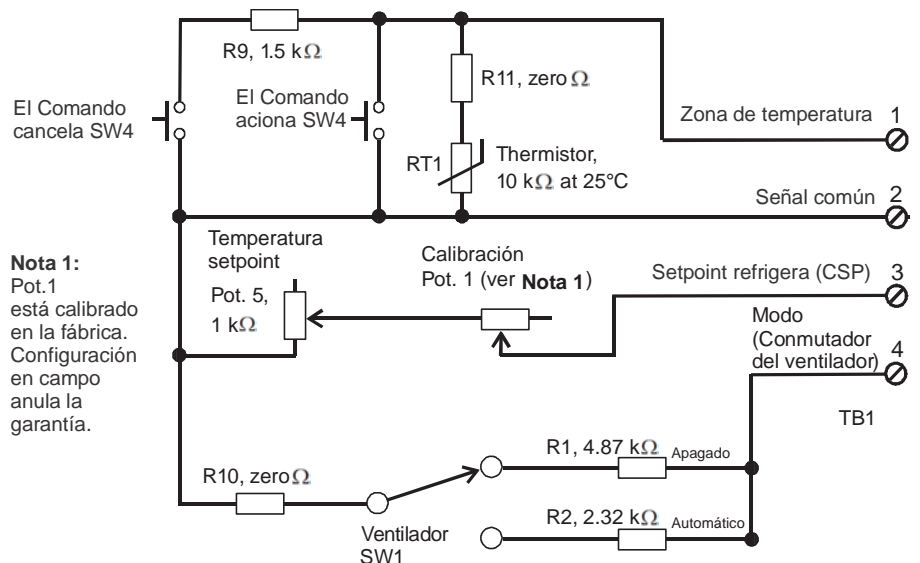 R9, 1.5 kΩ
El Comando
cancela SW4
El Comando
aciona SW4
R11, zero Ω
RT1
Thermistor,
10 kΩ at 25°C
Zona de temperatura
1
Señal común
2
Nota 1:
Pot.1
está calibrado
en la fábrica.
Configuración
en campo
anula la
garantía.
Temperatura
setpoint
Pot. 5,
1 kΩ
Calibración
Pot. 1 (ver Nota 1)
Setpoint refrigera (CSP)
3
Modo
(Conmutador
del ventilador)
4
TB1
R10, zero Ω
Ventilador
SW1
R1, 4.87 kΩ Apagado
R2, 2.32 kΩ Automático